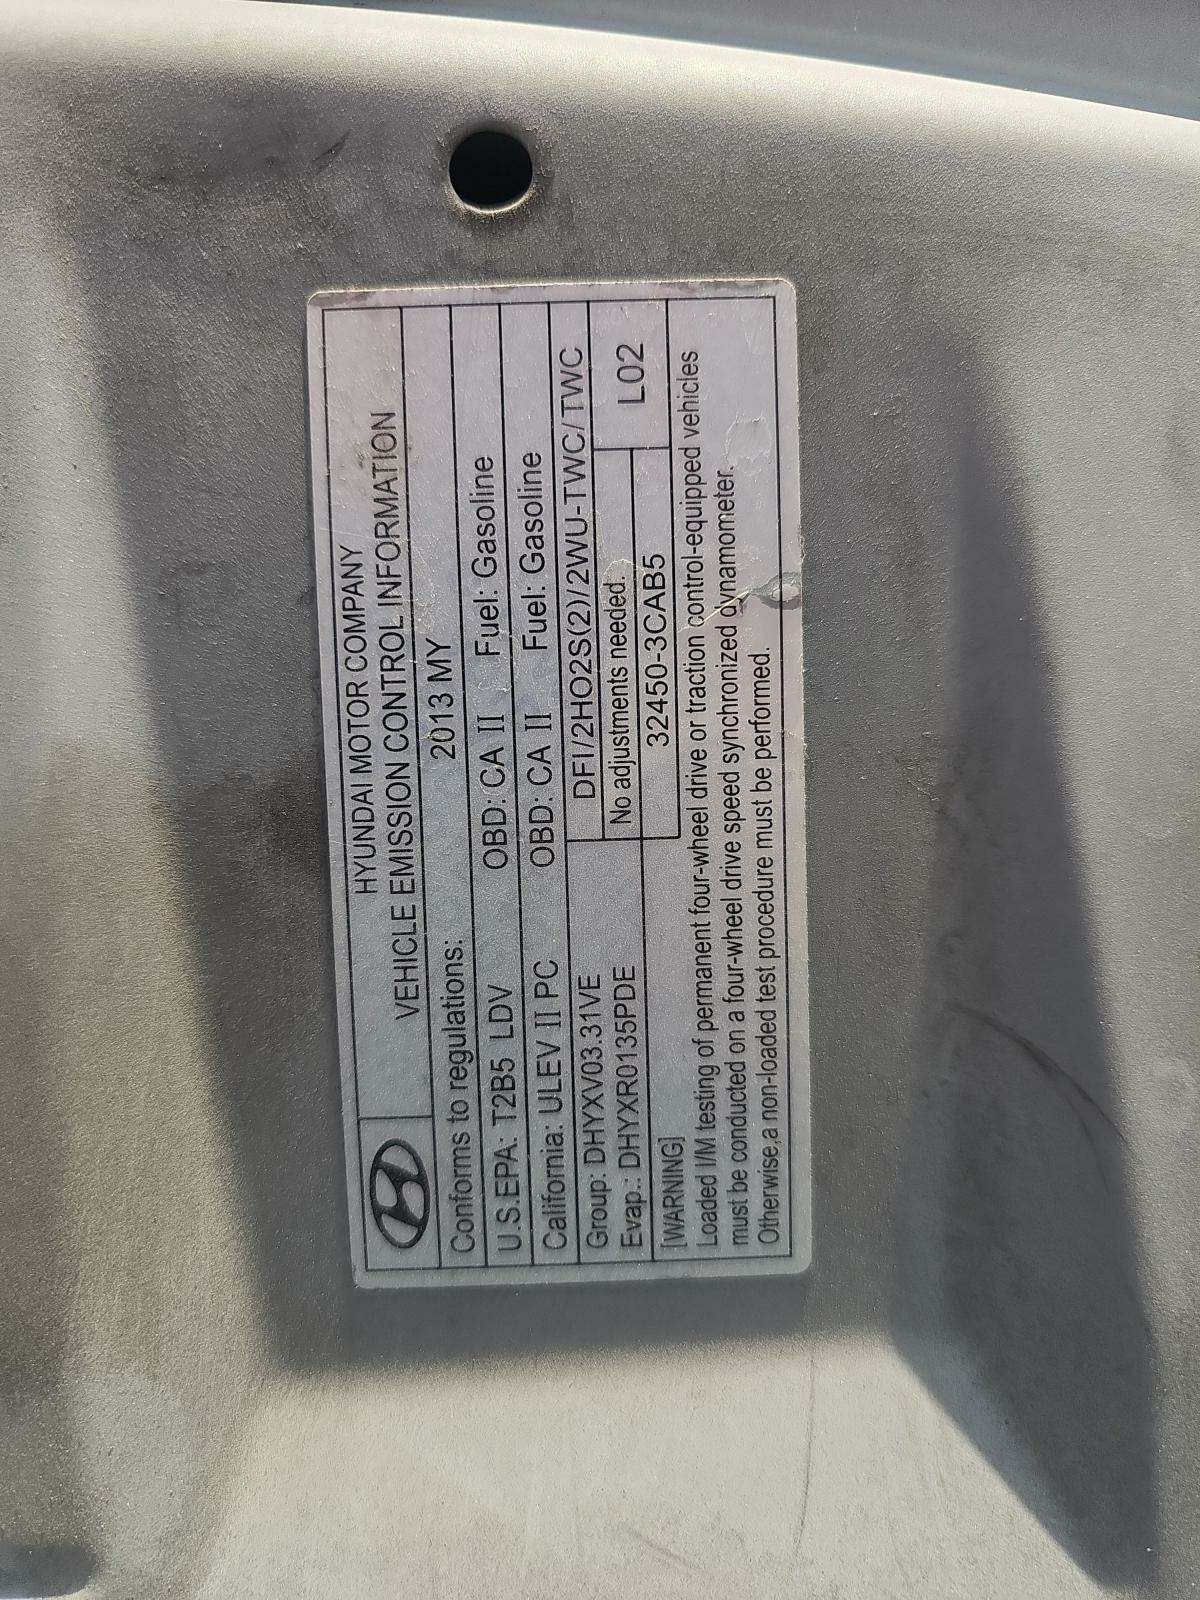 HYUNDAI MOTOR COMPANY
VEHICLE EMISSION CONTROL INFORMATION
Conforms to regulations: 2013 MY
U.S.EPA: T2B5 LDV OBD: CA II Fuel: Gasoline
California: ULEV II PC OBD: CA II Fuel: Gasoline
Group: DHYXV03.31VE DFI/2HO2S(2)/2WU-TWC/TWC
Evap.: DHYXR0135PDE No adjustments needed.
32450-3CAB5 L02
[WARNING]
Loaded I/M testing of permanent four-wheel drive or traction control-equipped vehicles
must be conducted on a four-wheel drive speed synchronized dynamometer.
Otherwise,a non-loaded test procedure must be performed.